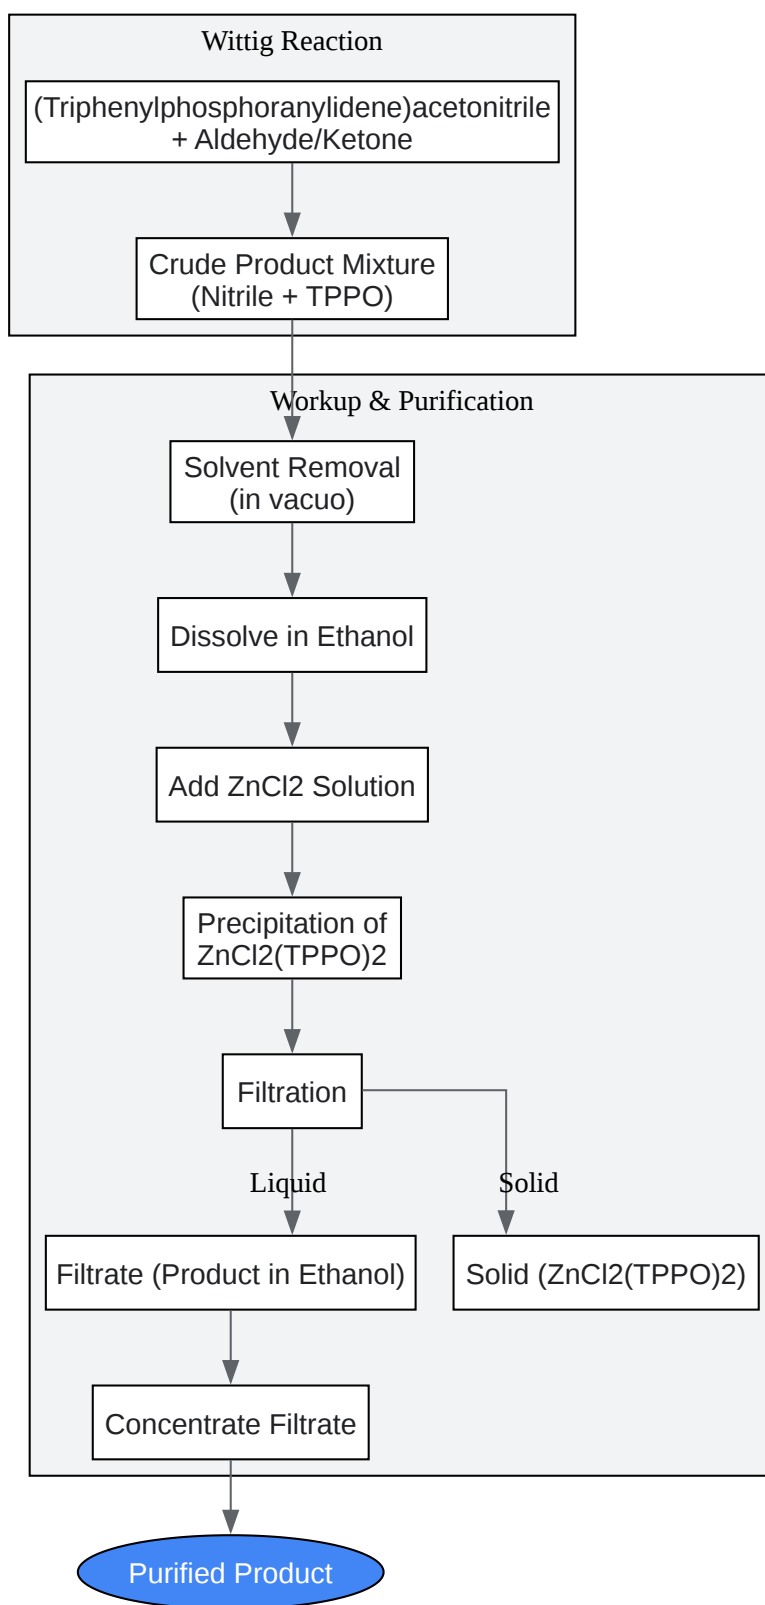 Wittig Reaction
(Triphenylphosphoranylidene)acetonitrile
+ Aldehyde/Ketone
Crude Product Mixture
(Nitrile + TPPO)
Workup & Purification
Solvent Removal
(in vacuo)
Dissolve in Ethanol
Add ZnCl2 Solution
Precipitation of
ZnCl2(TPPO)2
Filtration
Liquid
Solid
Filtrate (Product in Ethanol)
Solid (ZnCl2(TPPO)2)
Concentrate Filtrate
Purified Product